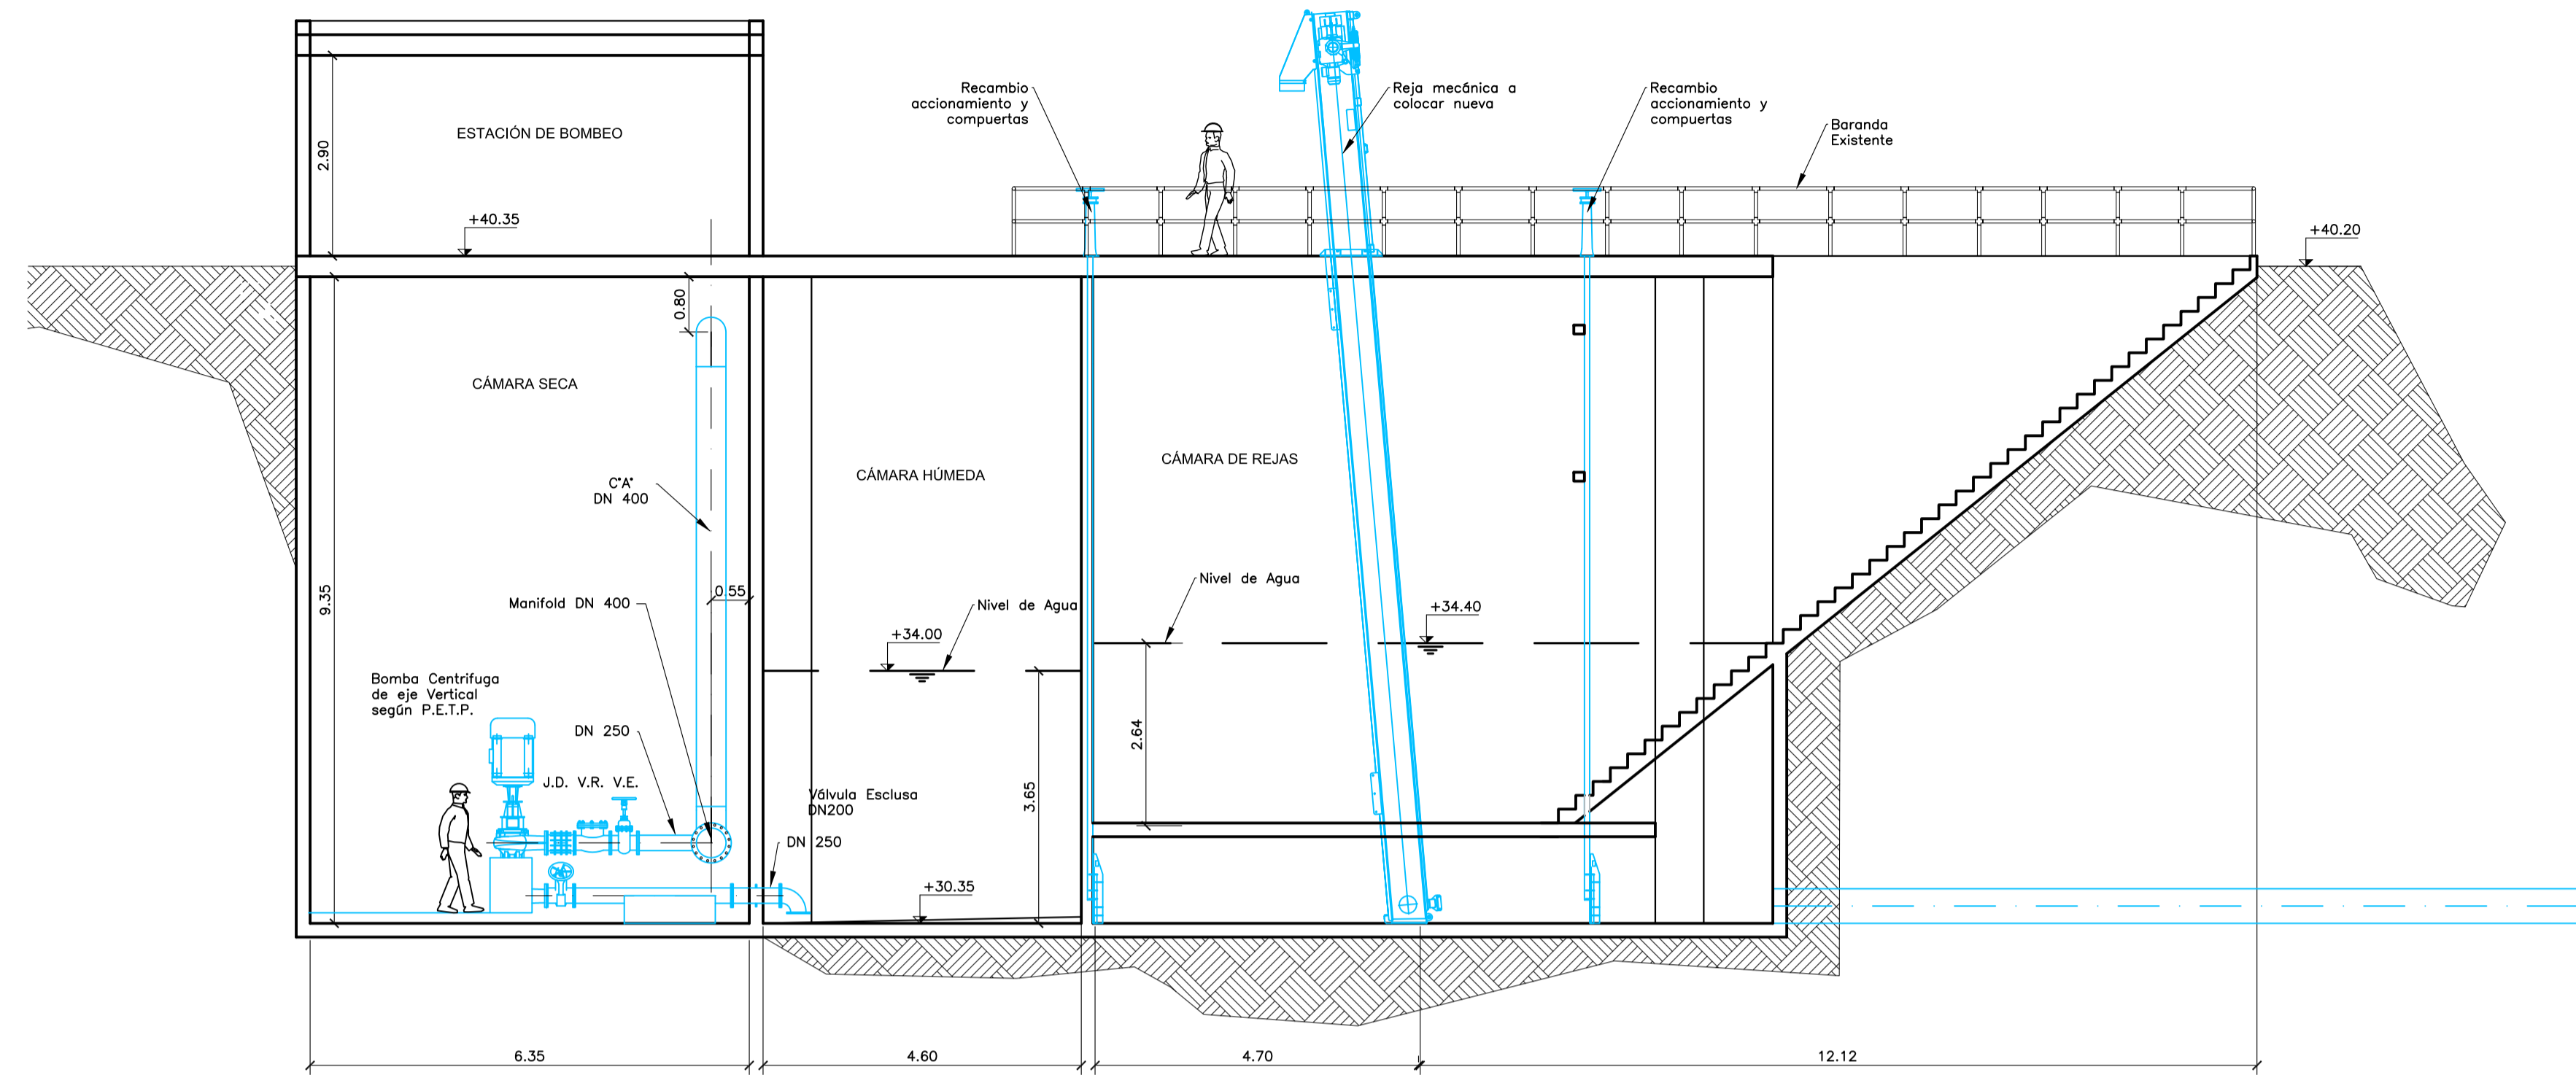 Recambio
accionamiento y
compuertas
Reja mecánica a
colocar nueva
Recambio
accionamiento y
compuertas
Baranda
Existente
ESTACIÓN DE BOMBEO
2.90
+40.35
+40.20
0.80
CÁMARA SECA
CÁMARA HÚMEDA
CÁMARA DE REJAS
C°A°
DN 400
9.35
0.55
Manifold DN 400
Nivel de Agua
Nivel de Agua
+34.00
+34.40
Bomba Centrifuga
de eje Vertical
según P.E.T.P.
DN 250
2.64
J.D. V.R. V.E.
Válvula Esclusa
DN200
3.65
DN 250
+30.35
6.35
4.60
4.70
12.12